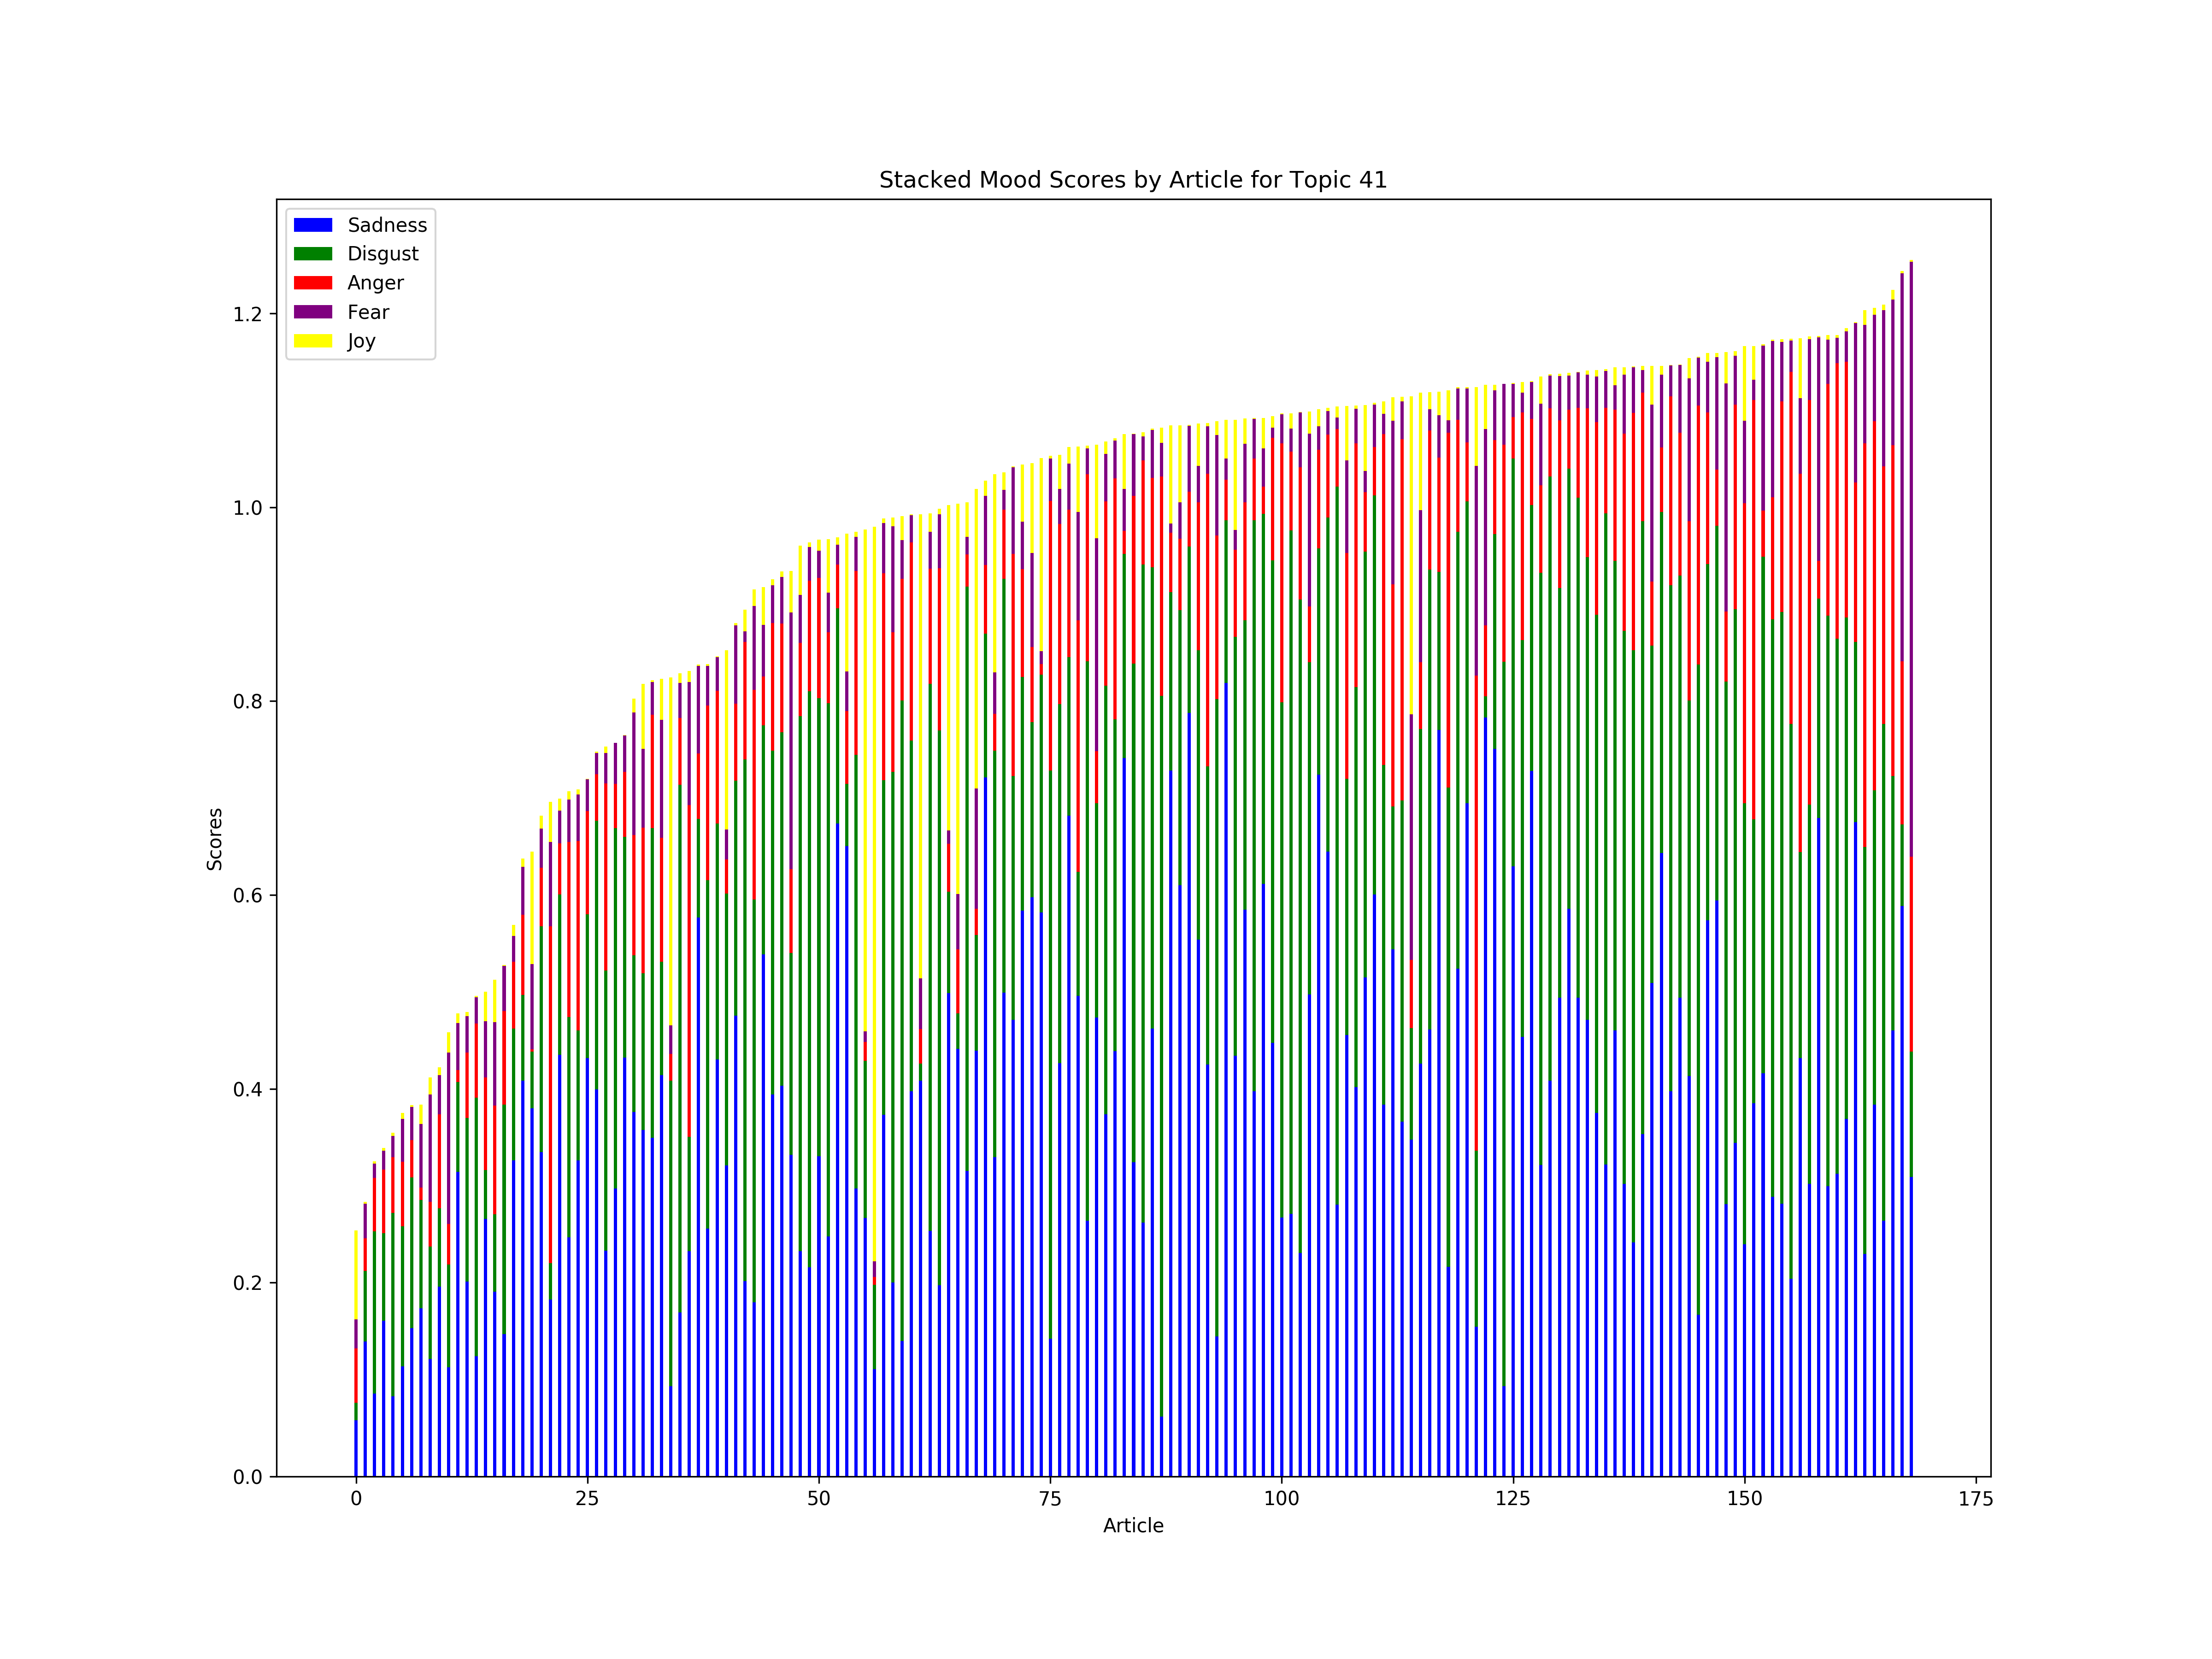 Stacked Mood Scores by Article for Topic 41
Sadness
Disgust
Anger
Fear
Joy
1.2
1.0
0.8
0.6
0.4
0.2
0.0
Scores
0 25 50 75 100 125 150 175
Article